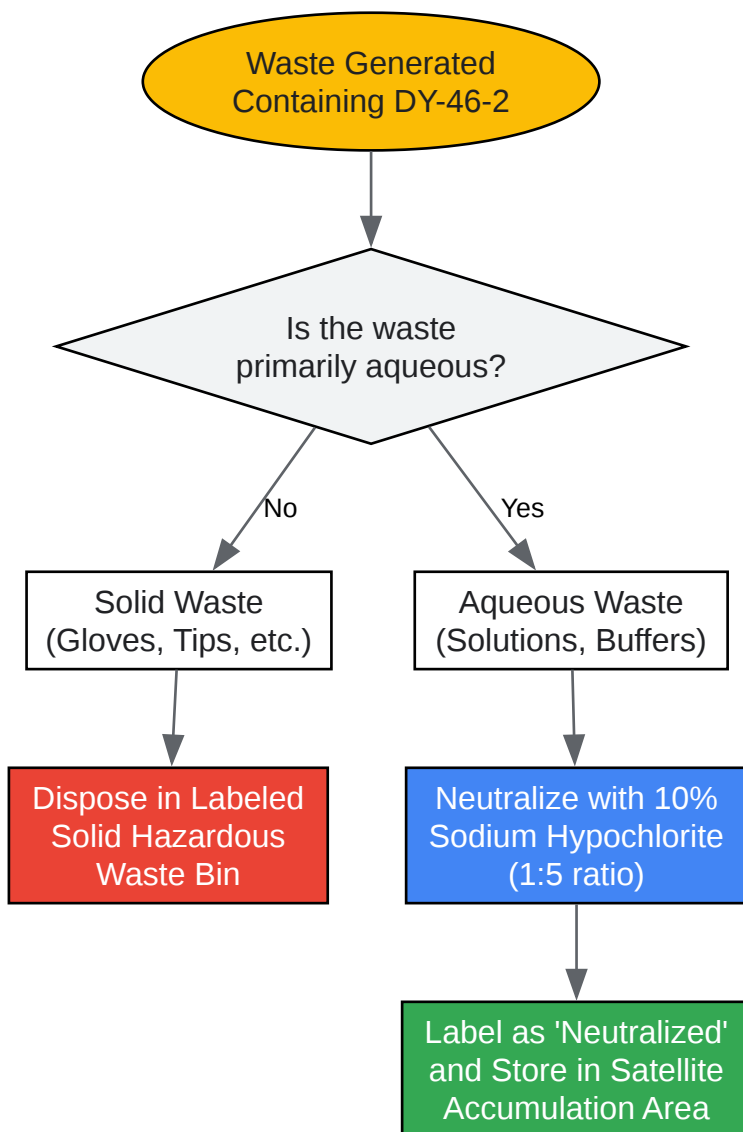 Waste Generated
Containing DY-46-2
Is the waste
primarily aqueous?
No
Yes
Solid Waste
(Gloves, Tips, etc.)
Aqueous Waste
(Solutions, Buffers)
Dispose in Labeled
Solid Hazardous
Waste Bin
Neutralize with 10%
Sodium Hypochlorite
(1:5 ratio)
Label as 'Neutralized'
and Store in Satellite
Accumulation Area